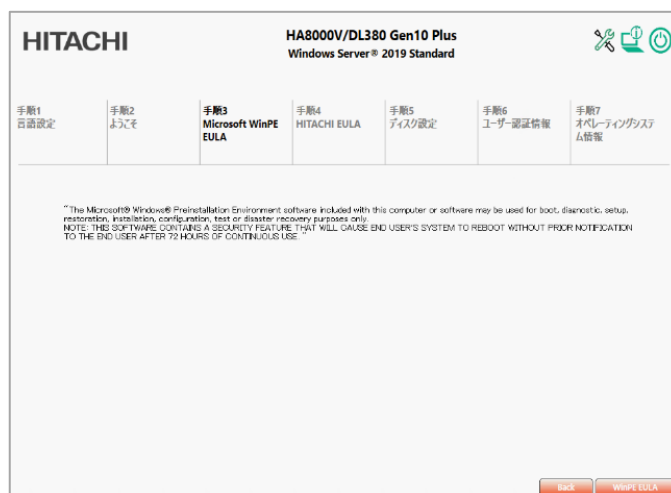 HITACHI
HA8000V/DL380 Gen10 Plus
Windows Server® 2019 Standard
手順1
言語設定
手順2
ようこそ
手順3
Microsoft WinPE
EULA
手順4
HITACHI EULA
手順5
ディスク設定
手順6
ユーザー認証情報
手順7
オペレーティングシステ
ム情報
"The Microsoft® Windows® Preinstallation Environment software included with this computer or software may be used for boot, diagnostic, setup,
restoration, installation, configuration, test or disaster recovery purposes only.
NOTE: THIS SOFTWARE CONTAINS A SECURITY FEATURE THAT WILL CAUSE END USER'S SYSTEM TO REBOOT WITHOUT PRIOR NOTIFICATION
TO THE END USER AFTER 72 HOURS OF CONTINUOUS USE. "
Back
WinPE EULA